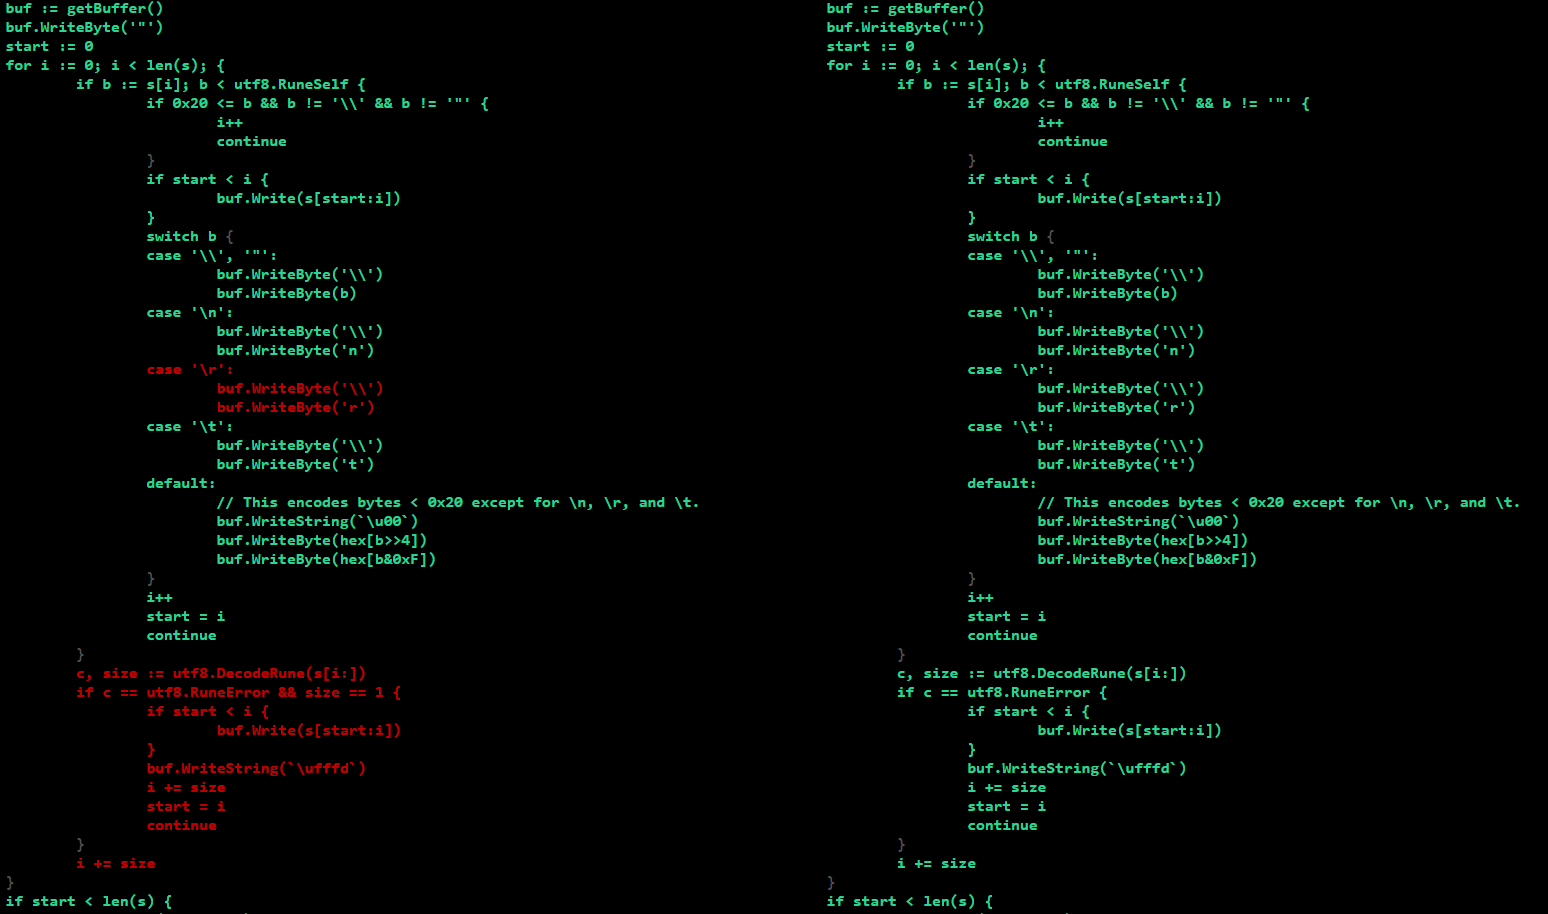 buf := getBuffer()
buf.WriteByte('"')
start := 0
for i := 0; i < len(s); {
if b := s[i]; b < utf8.RuneSelf {
if 0x20 <= b && b != '\\' && b != '"' {
i++
continue
}
if start < i {
buf.Write(s[start:i])
}
switch b {
case '\\', '"':
buf.WriteByte('\\')
buf.WriteByte(b)
case '\n':
buf.WriteByte('\\')
buf.WriteByte('n')
case '\r':
buf.WriteByte('\\')
buf.WriteByte('r')
case '\t':
buf.WriteByte('\\')
buf.WriteByte('t')
default:
// This encodes bytes < 0x20 except for \n, \r, and \t.
buf.WriteString(`\u00`)
buf.WriteByte(hex[b>>4])
buf.WriteByte(hex[b&0xF])
}
i++
start = i
continue
}
c, size := utf8.DecodeRune(s[i:])
if c == utf8.RuneError && size == 1 {
if start < i {
buf.Write(s[start:i])
}
buf.WriteString(`\ufffd`)
i += size
start = i
continue
}
i += size
}
if start < len(s) {
buf := getBuffer()
buf.WriteByte('"')
start := 0
for i := 0; i < len(s); {
if b := s[i]; b < utf8.RuneSelf {
if 0x20 <= b && b != '\\' && b != '"' {
i++
continue
}
if start < i {
buf.Write(s[start:i])
}
switch b {
case '\\', '"':
buf.WriteByte('\\')
buf.WriteByte(b)
case '\n':
buf.WriteByte('\\')
buf.WriteByte('n')
case '\r':
buf.WriteByte('\\')
buf.WriteByte('r')
case '\t':
buf.WriteByte('\\')
buf.WriteByte('t')
default:
// This encodes bytes < 0x20 except for \n, \r, and \t.
buf.WriteString(`\u00`)
buf.WriteByte(hex[b>>4])
buf.WriteByte(hex[b&0xF])
}
i++
start = i
continue
}
c, size := utf8.DecodeRune(s[i:])
if c == utf8.RuneError {
if start < i {
buf.Write(s[start:i])
}
buf.WriteString(`\ufffd`)
i += size
start = i
continue
}
i += size
}
if start < len(s) {